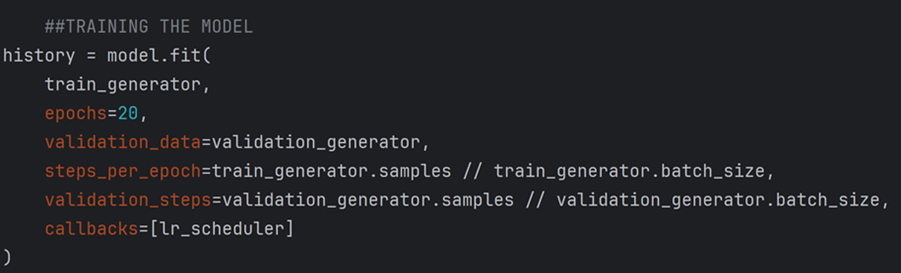 ##TRAINING THE MODEL
history = model.fit(
    train_generator,
    epochs=20,
    validation_data=validation_generator,
    steps_per_epoch=train_generator.samples // train_generator.batch_size,
    validation_steps=validation_generator.samples // validation_generator.batch_size,
    callbacks=[lr_scheduler]
)